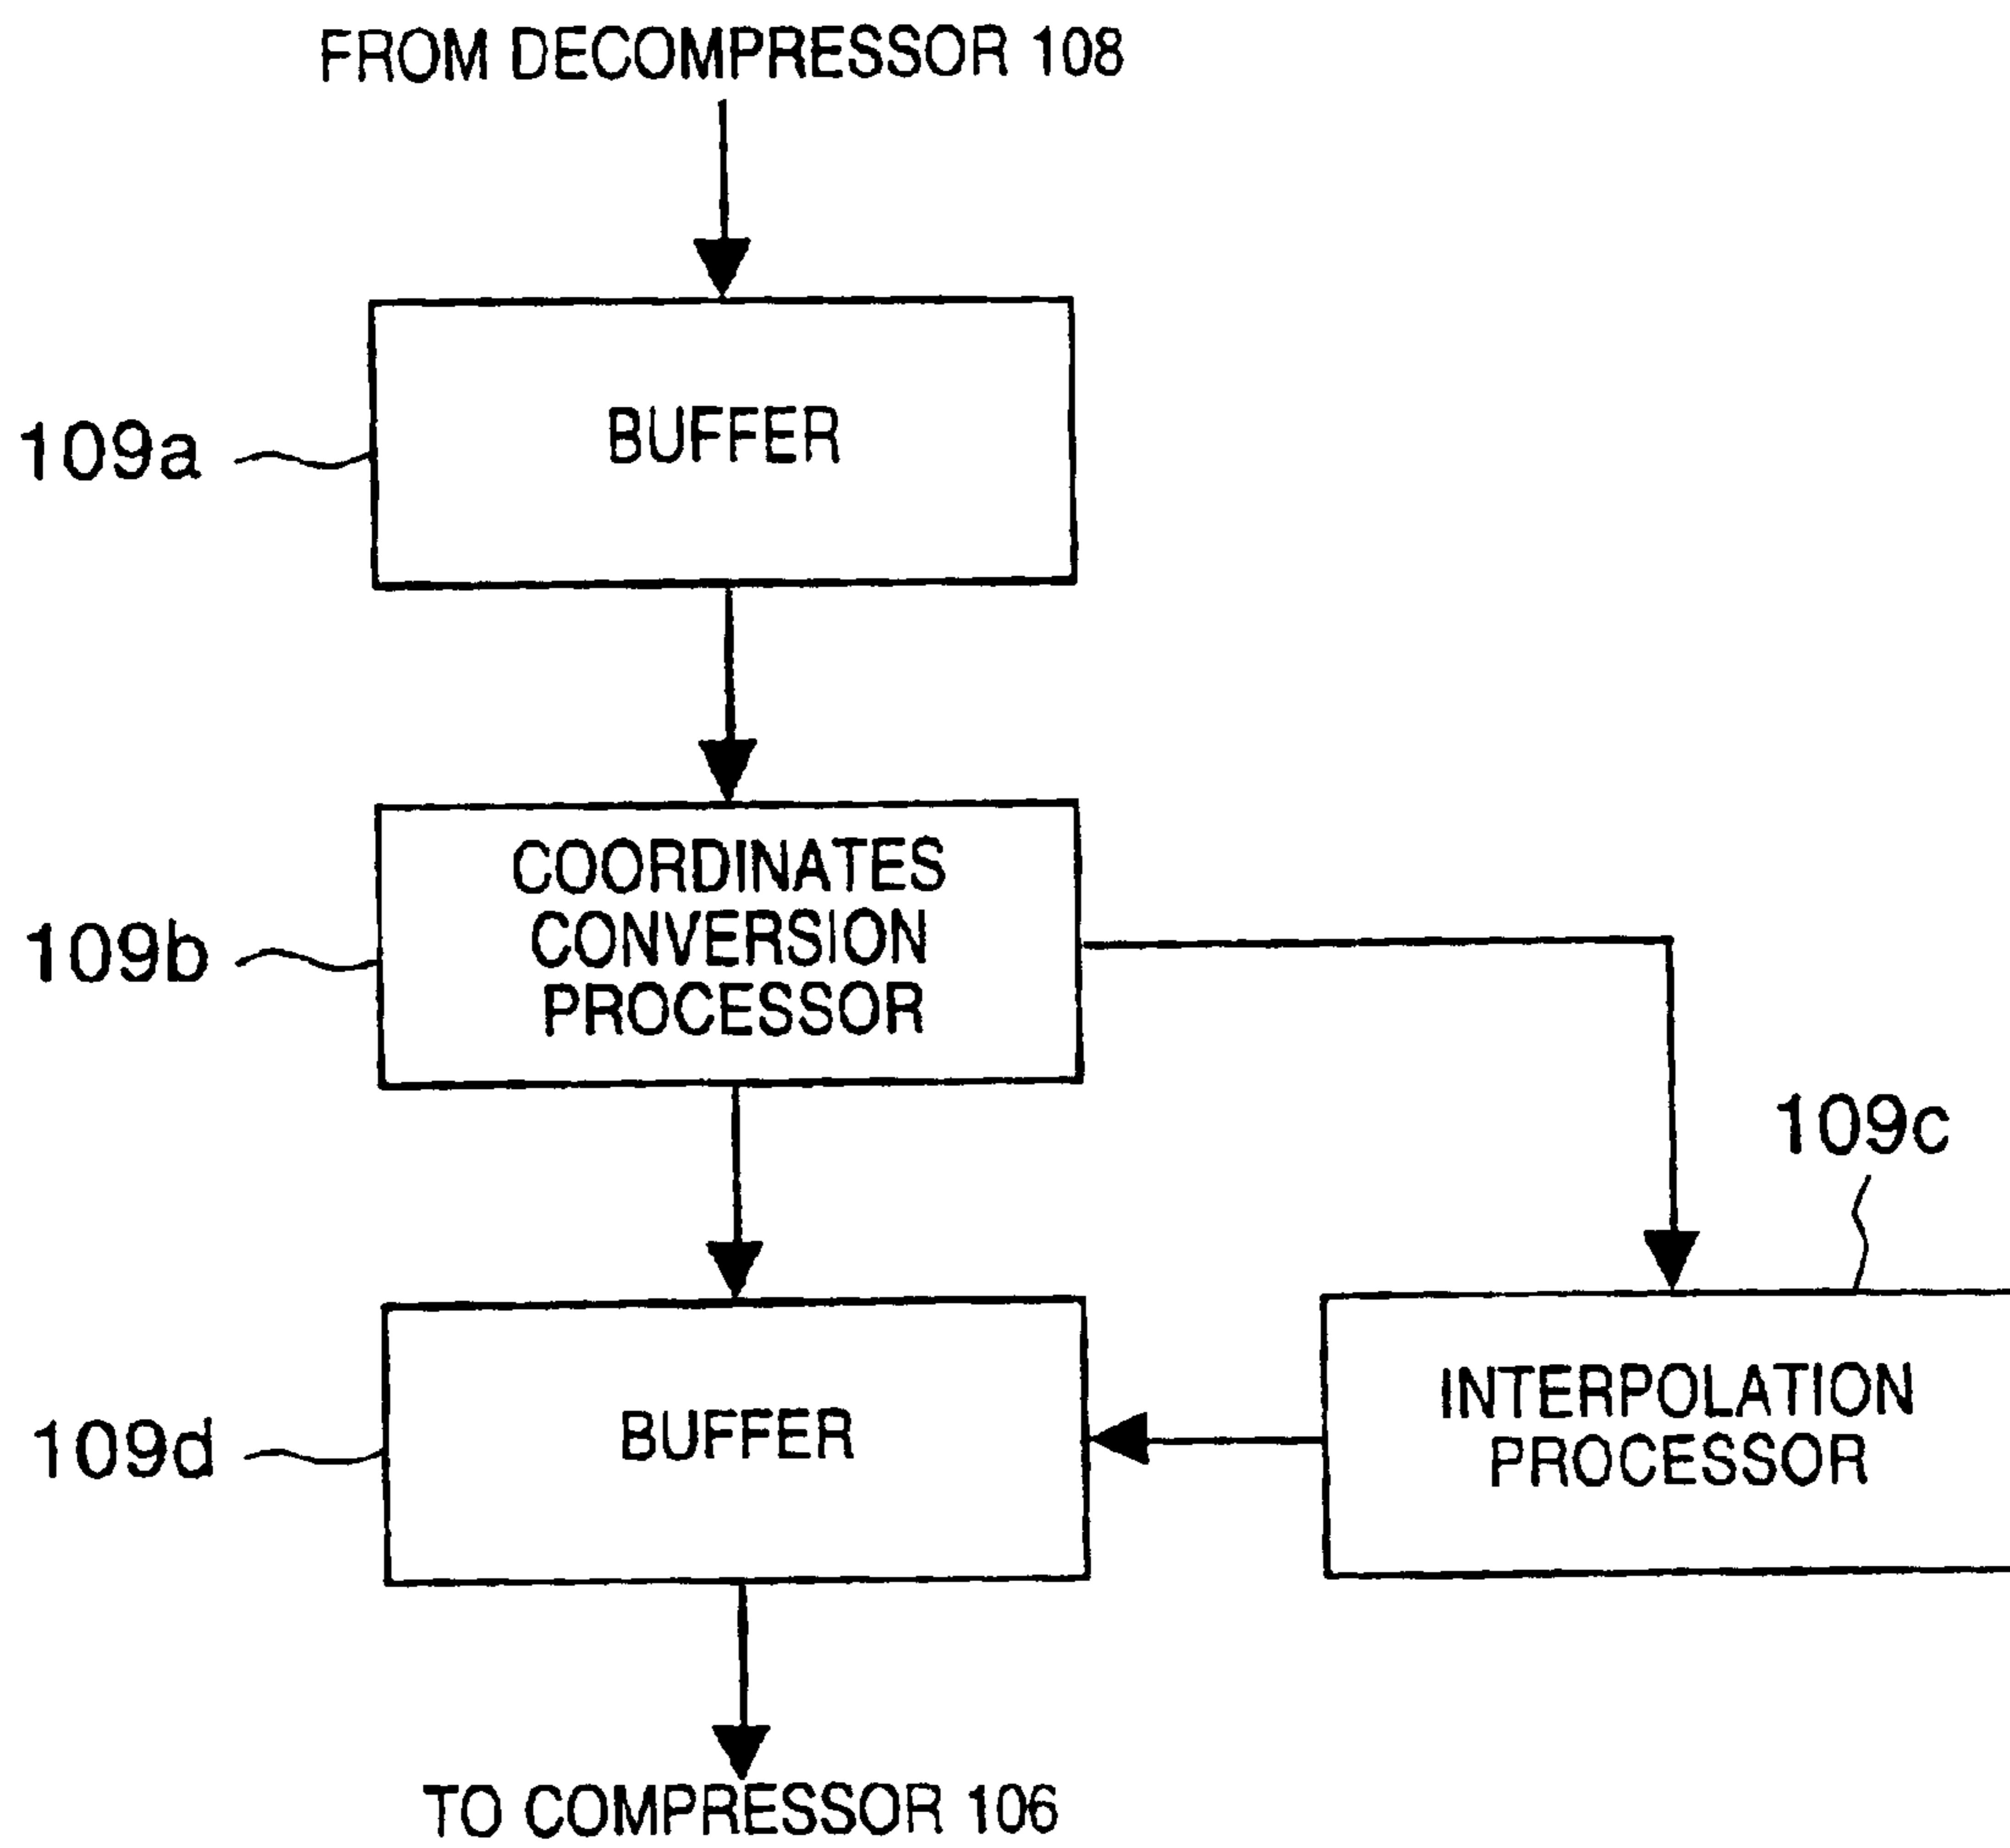 FROM DECOMPRESSOR 108
109a
BUFFER
109b
COORDINATES
CONVERSION
PROCESSOR
109c
109d
BUFFER
INTERPOLATION
PROCESSOR
TO COMPRESSOR 106